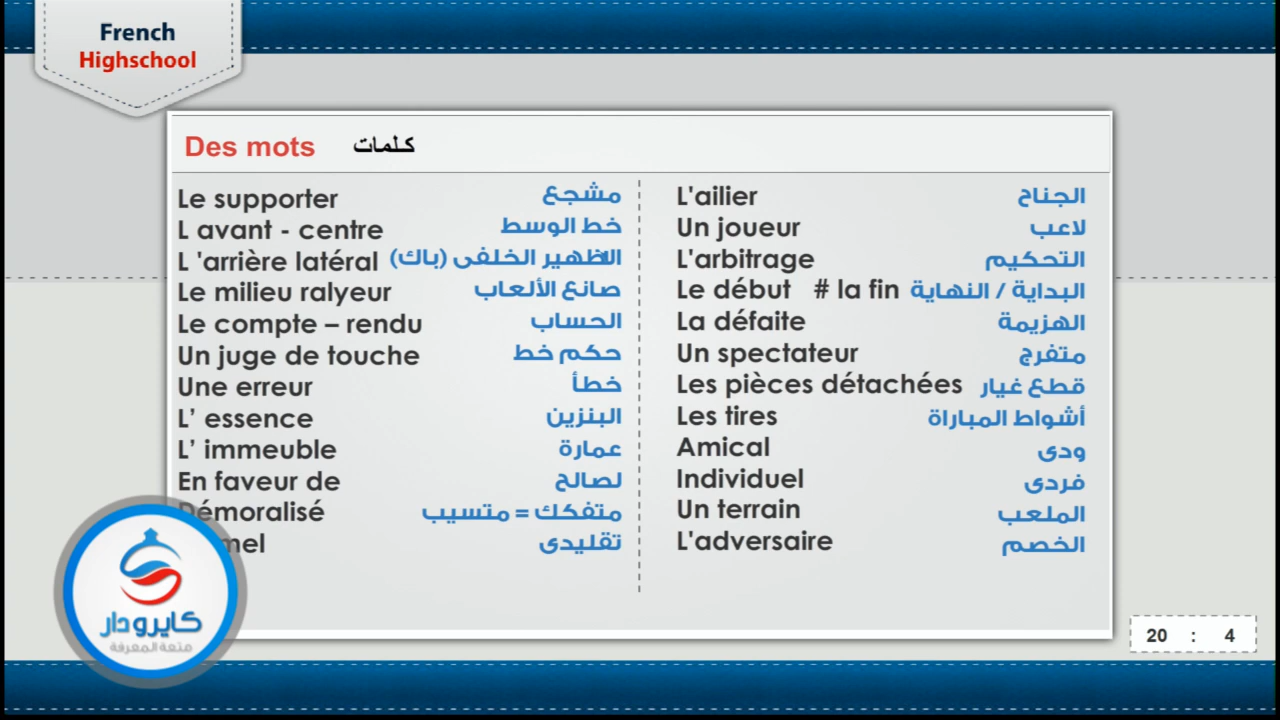 French
Highschool
Des mots كلمات
Le supporter مشجع
L avant - centre خط الوسط
L 'arrière latéral الظهير الخلفى (باك)
Le milieu ralyeur صانع الألعاب
Le compte – rendu الحساب
Un juge de touche حكم خط
Une erreur خطأ
L’ essence البنزين
L’ immeuble عمارة
En faveur de لصالح
Démoralisé متفكك = متسيب
تقليدى
L'ailier الجناح
Un joueur لاعب
L'arbitrage التحكيم
Le début # la fin البداية / النهاية
La défaite الهزيمة
Un spectateur متفرج
Les pièces détachées قطع غيار
Les tires أشواط المباراة
Amical ودى
Individuel فردى
Un terrain الملعب
L'adversaire الخصم
كايرودار
متعة المعرفة
20 : 4